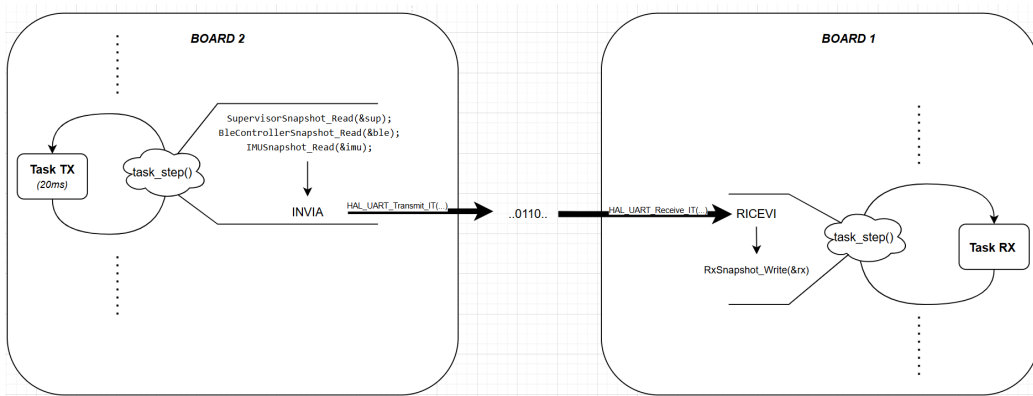 BOARD 2
SupervisorSnapshot_Read(&sup);
BleControllerSnapshot_Read(&ble);
IMUSnapshot_Read(&imu);
Task TX
(20ms)
task_step()
INVIA
HAL_UART_Transmit_IT(...)
..0110..
BOARD 1
HAL_UART_Receive_IT(...)
RICEVI
RxSnapshot_Write(&rx)
task_step()
Task RX